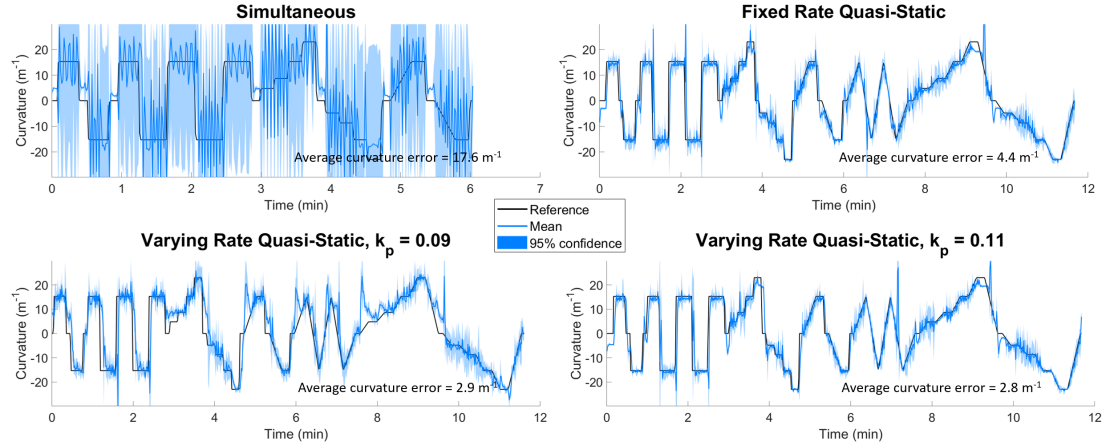 Simultaneous
Curvature (m⁻¹)
20
10
0
-10
-20
Average curvature error = 17.6 m⁻¹
0 1 2 3 4 5 6 7
Time (min)
Fixed Rate Quasi-Static
Curvature (m⁻¹)
20
10
0
-10
-20
Average curvature error = 4.4 m⁻¹
0 2 4 6 8 10 12
Time (min)
Reference
Mean
95% confidence
Varying Rate Quasi-Static, kₚ = 0.09
Curvature (m⁻¹)
20
10
0
-10
-20
Average curvature error = 2.9 m⁻¹
0 2 4 6 8 10 12
Time (min)
Varying Rate Quasi-Static, kₚ = 0.11
Curvature (m⁻¹)
20
10
0
-10
-20
Average curvature error = 2.8 m⁻¹
0 2 4 6 8 10 12
Time (min)